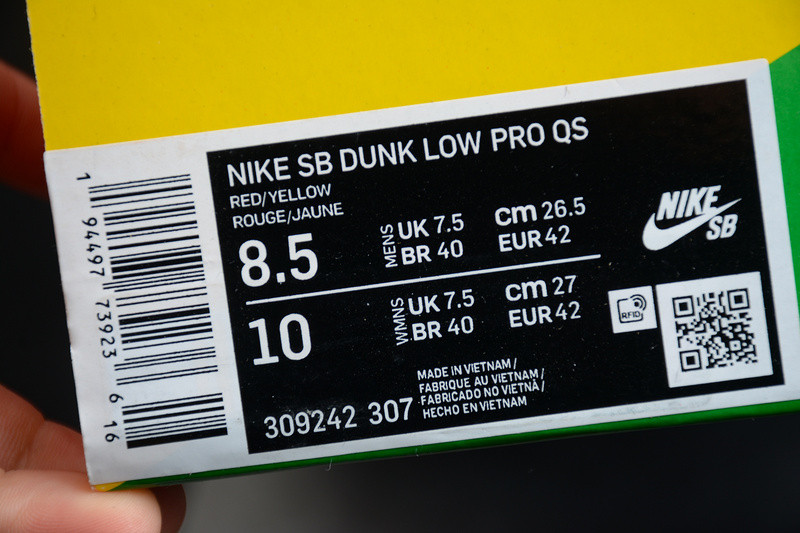 NIKE SB DUNK LOW PRO QS
RED/YELLOW
ROUGE/JAUNE
8.5
MENS
UK 7.5
BR 40
cm 26.5
EUR 42
10
WMNS
UK 7.5
BR 40
cm 27
EUR 42
309242 307
MADE IN VIETNAM /
FABRIQUE AU VIETNAM /
FABRICADO NO VIETNÃ /
HECHO EN VIETNAM
NIKE
SB
RFID
1 94497 73923 6 16